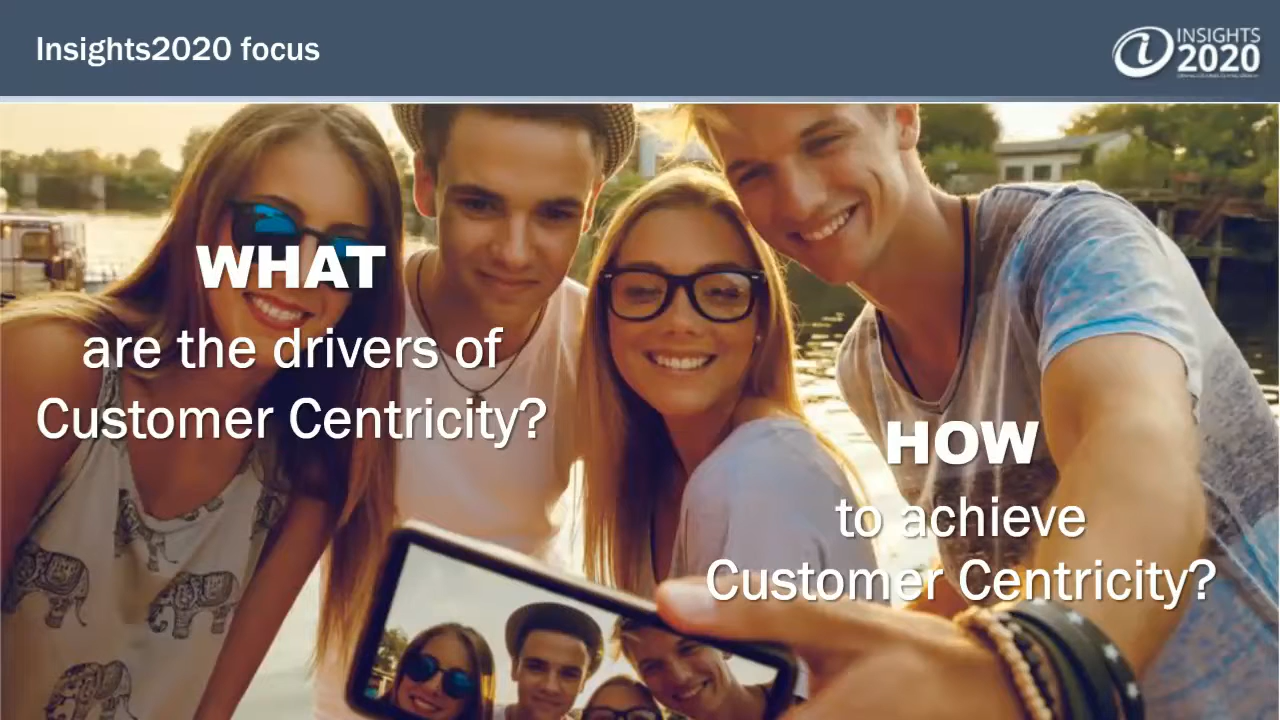 Insights2020 focus
INSIGHTS
2020
WHAT
are the drivers of
Customer Centricity?
HOW
to achieve
Customer Centricity?